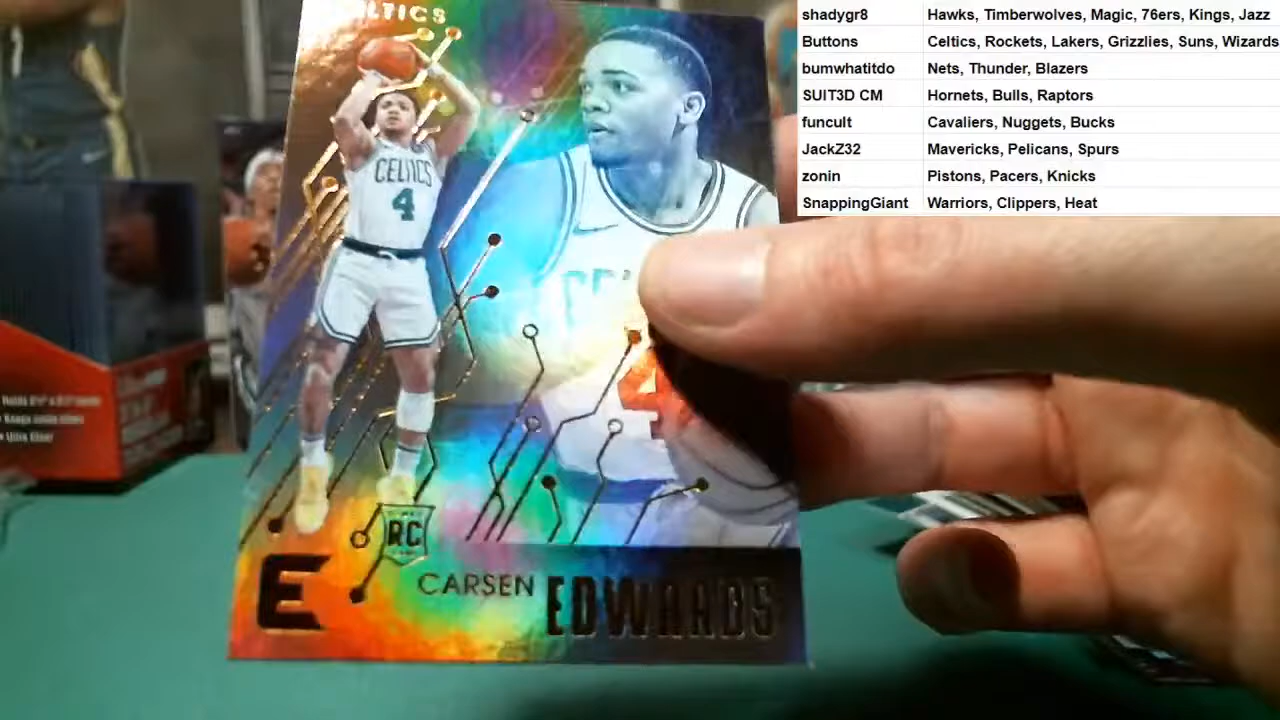 LTICS
CELTICS
4
4
RC
E
CARSEN EDWARDS
shadygr8 Hawks, Timberwolves, Magic, 76ers, Kings, Jazz
Buttons Celtics, Rockets, Lakers, Grizzlies, Suns, Wizards
bumwhatitdo Nets, Thunder, Blazers
SUIT3D CM Hornets, Bulls, Raptors
funcult Cavaliers, Nuggets, Bucks
JackZ32 Mavericks, Pelicans, Spurs
zonin Pistons, Pacers, Knicks
SnappingGiant Warriors, Clippers, Heat